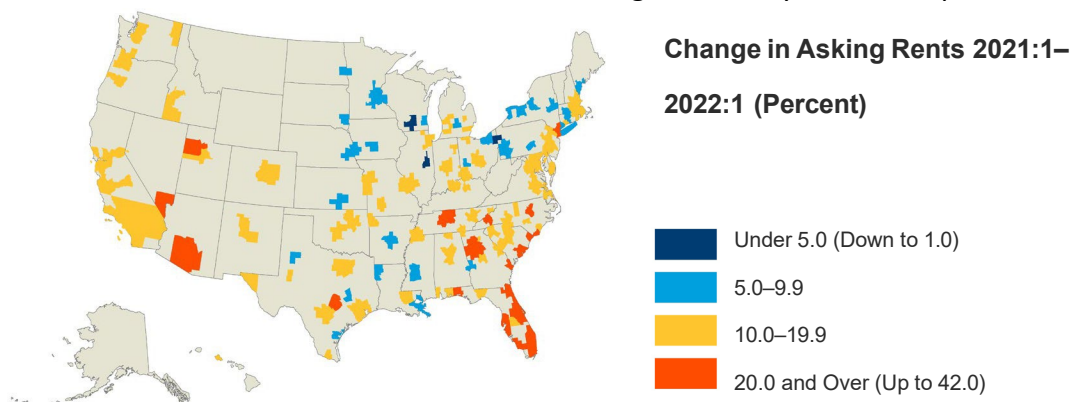 Change in Asking Rents 2021:1–
2022:1 (Percent)
Under 5.0 (Down to 1.0)
5.0–9.9
10.0–19.9
20.0 and Over (Up to 42.0)